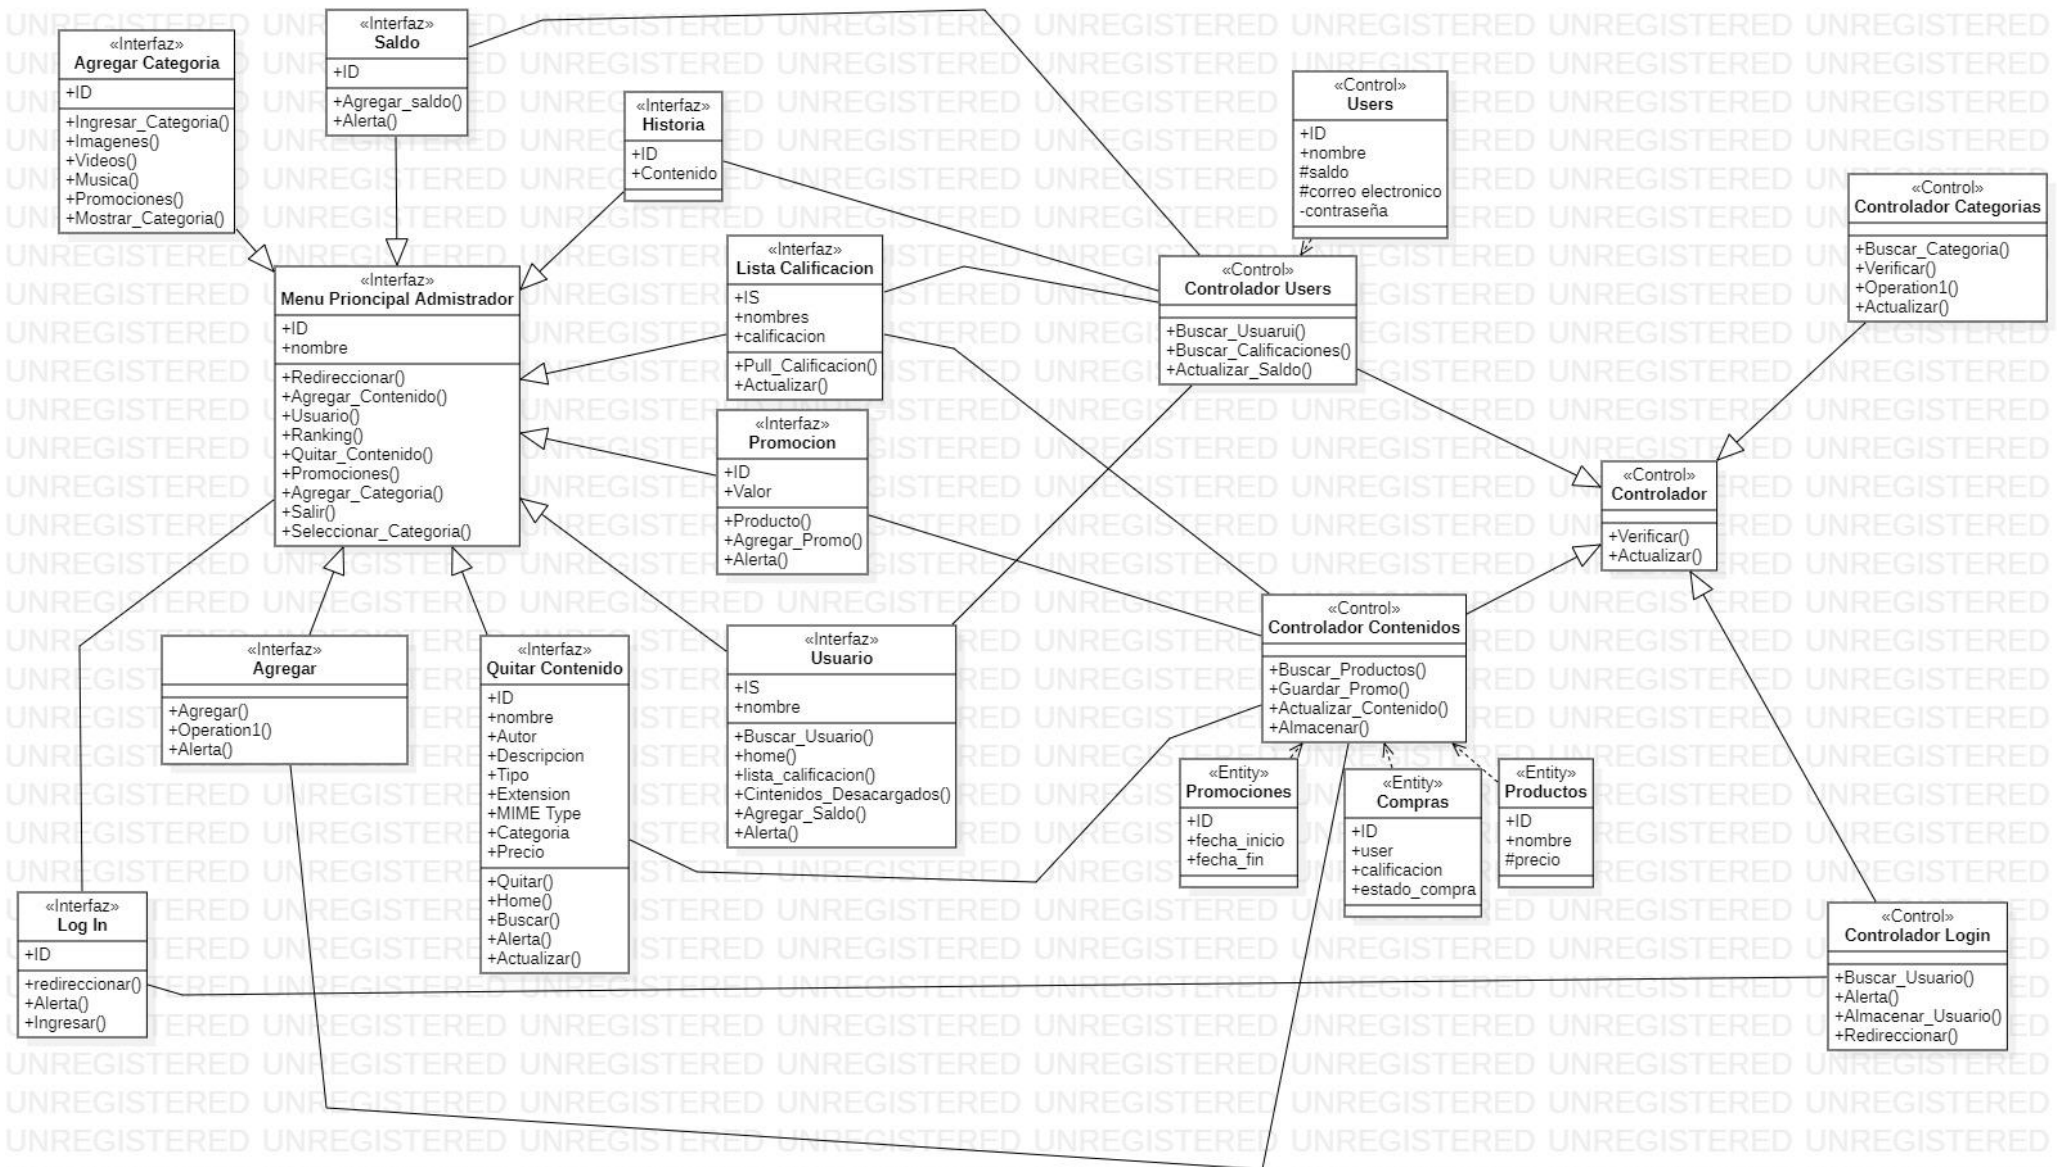 «Interfaz»
Agregar Categoria
+ID
+Ingresar_Categoria()
+Imagenes()
+Videos()
+Musica()
+Promociones()
+Mostrar_Categoria()
«Interfaz»
Saldo
+ID
+Agregar_saldo()
+Alerta()
«Interfaz»
Historia
+ID
+Contenido
«Control»
Users
+ID
+nombre
#saldo
#correo electronico
-contraseña
«Control»
Controlador Categorias
+Buscar_Categoria()
+Verificar()
+Operation1()
+Actualizar()
«Interfaz»
Menu Prioncipal Admistrador
+ID
+nombre
+Redireccionar()
+Agregar_Contenido()
+Usuario()
+Ranking()
+Quitar_Contenido()
+Promociones()
+Agregar_Categoria()
+Salir()
+Seleccionar_Categoria()
«Interfaz»
Lista Calificacion
+IS
+nombres
+calificacion
+Pull_Calificacion()
+Actualizar()
«Control»
Controlador Users
+Buscar_Usuarui()
+Buscar_Calificaciones()
+Actualizar_Saldo()
«Interfaz»
Promocion
+ID
+Valor
+Producto()
+Agregar_Promo()
+Alerta()
«Control»
Controlador
+Verificar()
+Actualizar()
«Interfaz»
Agregar
+Agregar()
+Operation1()
+Alerta()
«Interfaz»
Quitar Contenido
+ID
+nombre
+Autor
+Descripcion
+Tipo
+Extension
+MIME Type
+Categoria
+Precio
+Quitar()
+Home()
+Buscar()
+Alerta()
+Actualizar()
«Interfaz»
Usuario
+IS
+nombre
+Buscar_Usuario()
+home()
+lista_calificacion()
+Cintenidos_Desacargados()
+Agregar_Saldo()
+Alerta()
«Control»
Controlador Contenidos
+Buscar_Productos()
+Guardar_Promo()
+Actualizar_Contenido()
+Almacenar()
«Entity»
Promociones
+ID
+fecha_inicio
+fecha_fin
«Entity»
Compras
+ID
+user
+calificacion
+estado_compra
«Entity»
Productos
+ID
+nombre
#precio
«Interfaz»
Log In
+ID
+redireccionar()
+Alerta()
+Ingresar()
«Control»
Controlador Login
+Buscar_Usuario()
+Alerta()
+Almacenar_Usuario()
+Redireccionar()
UNREGISTERED